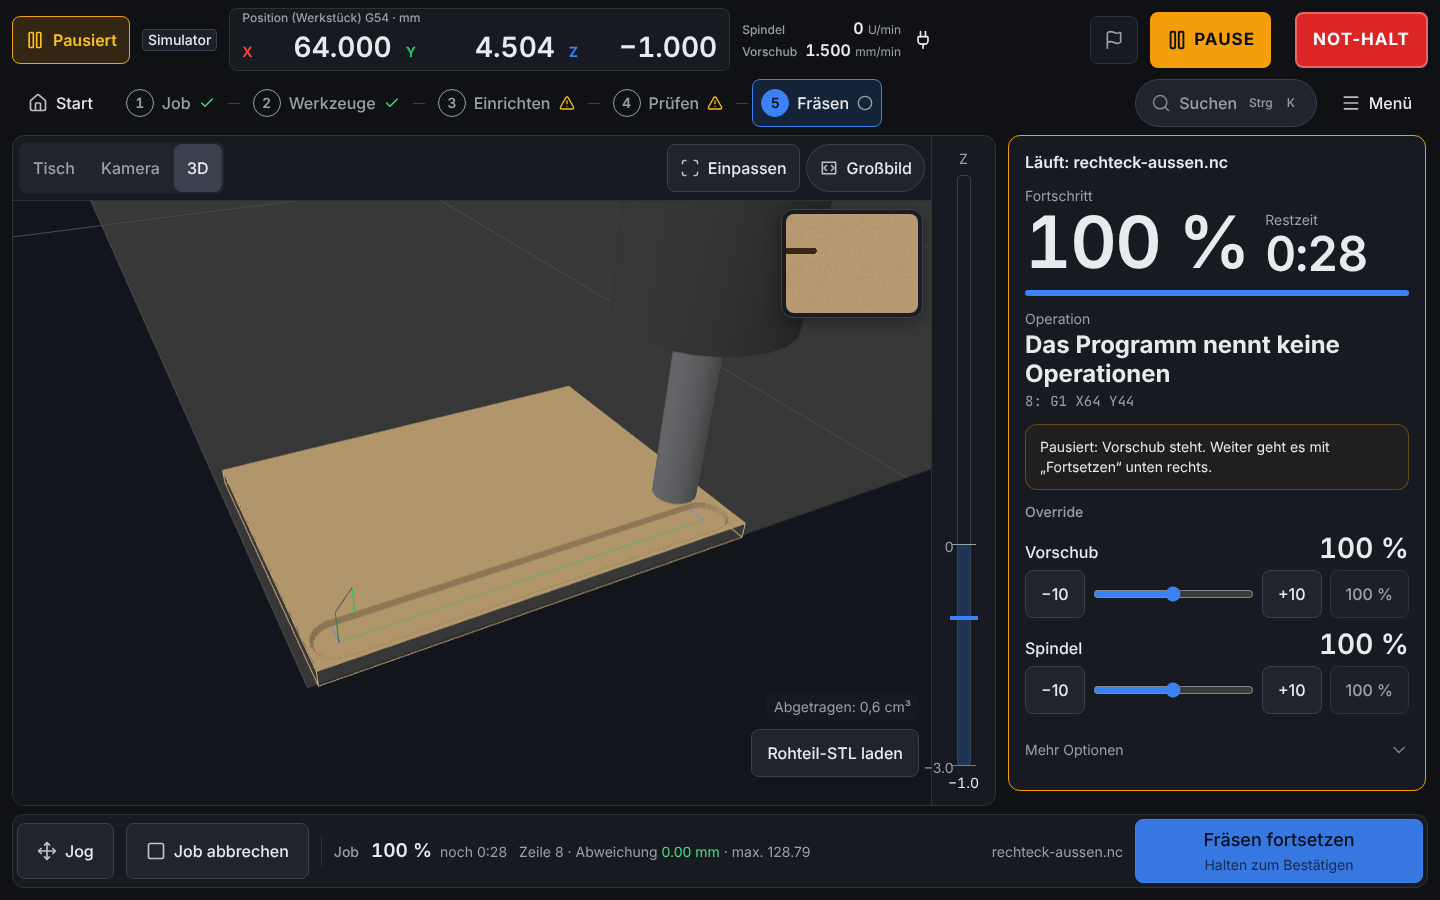 Pausiert
Simulator
Position (Werkstück) G54 · mm
X 64.000 Y 4.504 Z −1.000
Spindel 0 U/min
Vorschub 1.500 mm/min
PAUSE
NOT-HALT
Start
1 Job
2 Werkzeuge
3 Einrichten
4 Prüfen
5 Fräsen
Suchen Strg K
Menü
Tisch Kamera 3D
Einpassen
Großbild
Z
0
−3.0
−1.0
Abgetragen: 0,6 cm³
Rohteil-STL laden
Läuft: rechteck-aussen.nc
Fortschritt
100 %
Restzeit
0:28
Operation
Das Programm nennt keine
Operationen
8: G1 X64 Y44
Pausiert: Vorschub steht. Weiter geht es mit
„Fortsetzen“ unten rechts.
Override
Vorschub 100 %
−10 +10 100 %
Spindel 100 %
−10 +10 100 %
Mehr Optionen
Jog
Job abbrechen
Job 100 % noch 0:28 Zeile 8 · Abweichung 0.00 mm · max. 128.79
rechteck-aussen.nc
Fräsen fortsetzen
Halten zum Bestätigen